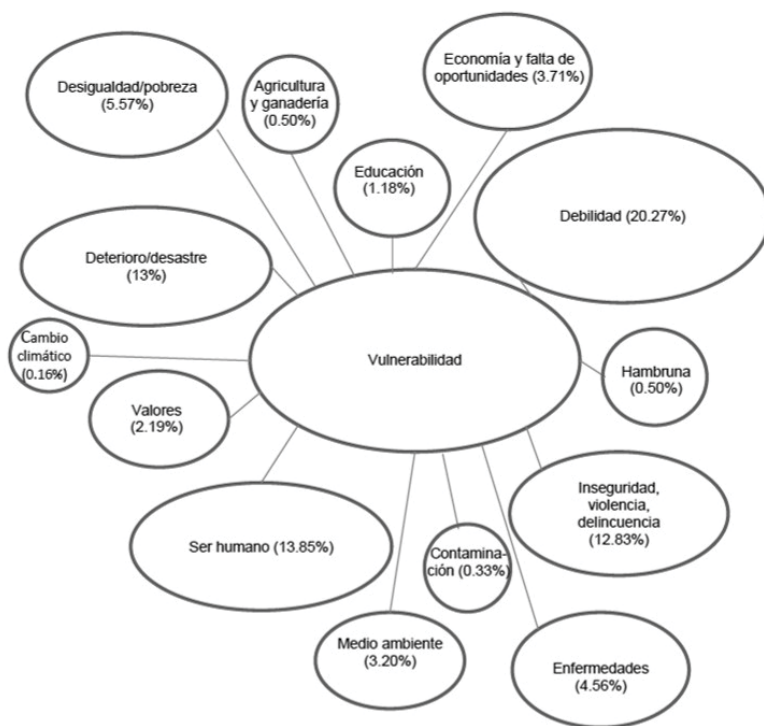 Desigualdad/pobreza
(5.57%)
Agricultura
y ganadería
(0.50%)
Economía y falta de
oportunidades (3.71%)
Educación
(1.18%)
Debilidad (20.27%)
Deterioro/desastre
(13%)
Cambio
climático
(0.16%)
Vulnerabilidad
Hambruna
(0.50%)
Valores
(2.19%)
Inseguridad,
violencia,
delincuencia
(12.83%)
Ser humano (13.85%)
Contamina-
ción (0.33%)
Medio ambiente
(3.20%)
Enfermedades
(4.56%)